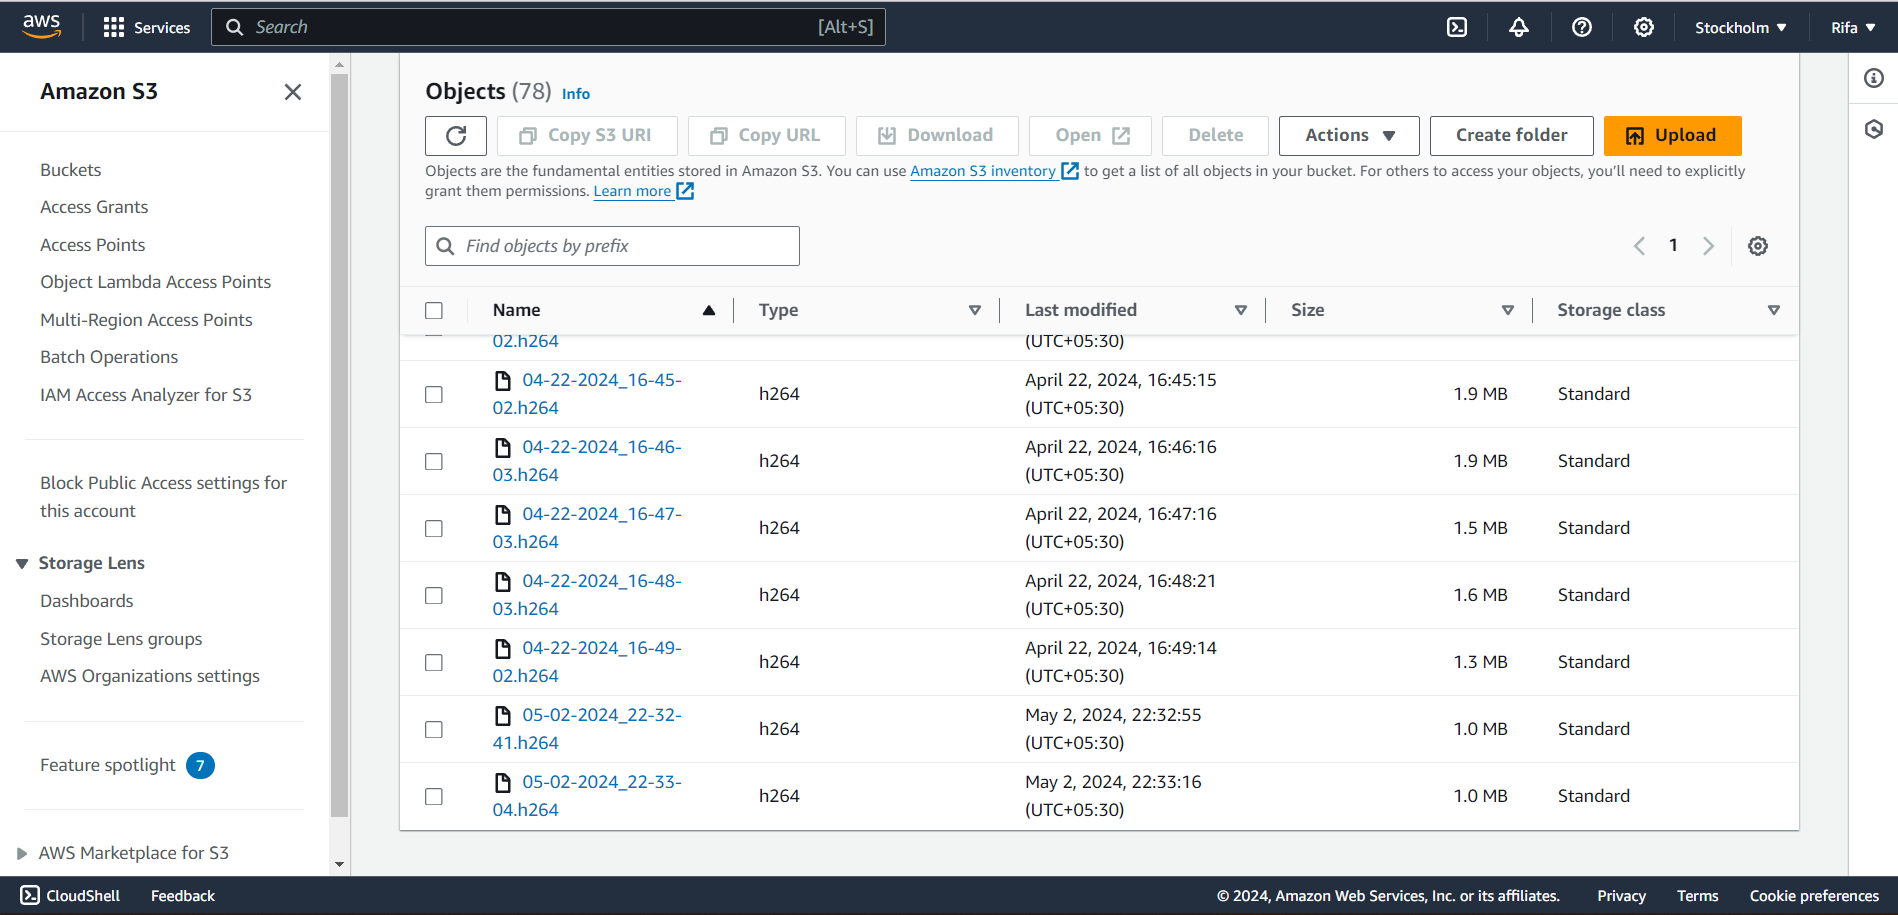 aws
Services
Search
[Alt+S]
Stockholm
Rifa
Amazon S3
Buckets
Access Grants
Access Points
Object Lambda Access Points
Multi-Region Access Points
Batch Operations
IAM Access Analyzer for S3
Block Public Access settings for
this account
Storage Lens
Dashboards
Storage Lens groups
AWS Organizations settings
Feature spotlight 7
AWS Marketplace for S3
Objects (78) Info
Copy S3 URI
Copy URL
Download
Open
Delete
Actions
Create folder
Upload
Objects are the fundamental entities stored in Amazon S3. You can use Amazon S3 inventory to get a list of all objects in your bucket. For others to access your objects, you'll need to explicitly
grant them permissions. Learn more
Find objects by prefix
1
Name Type Last modified Size Storage class
02.h264 (UTC+05:30)
04-22-2024_16-45- April 22, 2024, 16:45:15
h264 1.9 MB Standard
02.h264 (UTC+05:30)
04-22-2024_16-46- April 22, 2024, 16:46:16
h264 1.9 MB Standard
03.h264 (UTC+05:30)
04-22-2024_16-47- April 22, 2024, 16:47:16
h264 1.5 MB Standard
03.h264 (UTC+05:30)
04-22-2024_16-48- April 22, 2024, 16:48:21
h264 1.6 MB Standard
03.h264 (UTC+05:30)
04-22-2024_16-49- April 22, 2024, 16:49:14
h264 1.3 MB Standard
02.h264 (UTC+05:30)
05-02-2024_22-32- May 2, 2024, 22:32:55
h264 1.0 MB Standard
41.h264 (UTC+05:30)
05-02-2024_22-33- May 2, 2024, 22:33:16
h264 1.0 MB Standard
04.h264 (UTC+05:30)
CloudShell Feedback © 2024, Amazon Web Services, Inc. or its affiliates. Privacy Terms Cookie preferences